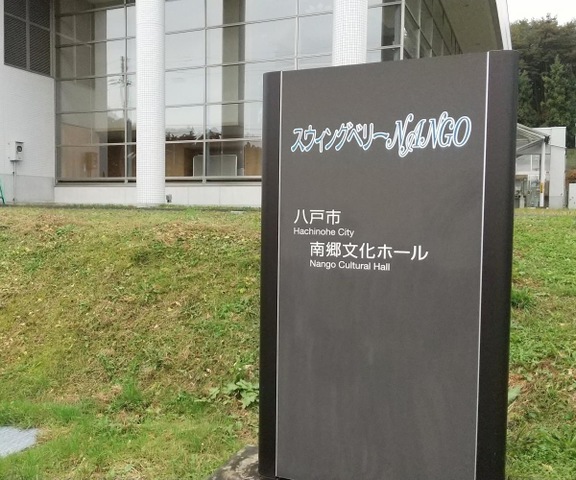 スウィングベリーNANGO
八戸市
Hachinohe City
南郷文化ホール
Nango Cultural Hall